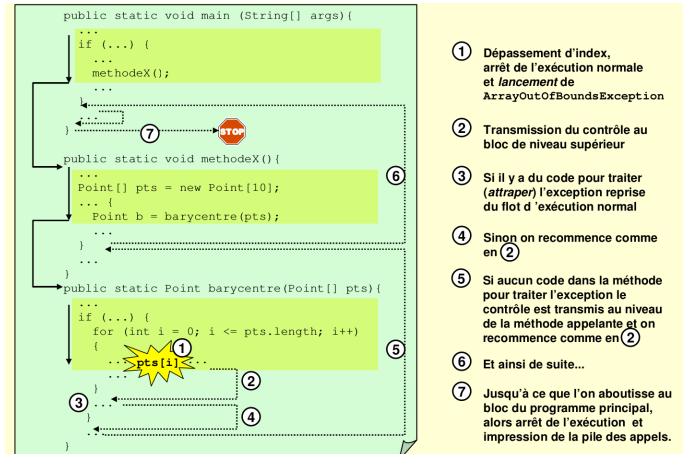 public static void main (String[] args){
...
if (...) {
...
methodeX();
...
}
...
}
7
STOP
public static void methodeX(){
...
Point[] pts = new Point[10];
... {
Point b = barycentre(pts);
...
}
...
}
6
public static Point barycentre(Point[] pts){
...
if (...) {
for (int i = 0; i <= pts.length; i++)
{
1
... pts[i] ...
...
2
}
3
...
}
4
...
}
5
1 Dépassement d'index,
arrêt de l'exécution normale
et lancement de
ArrayOutOfBoundsException
2 Transmission du contrôle au
bloc de niveau supérieur
3 Si il y a du code pour traiter
(attraper) l'exception reprise
du flot d 'exécution normal
4 Sinon on recommence comme
en 2
5 Si aucun code dans la méthode
pour traiter l'exception le
contrôle est transmis au niveau
de la méthode appelante et on
recommence comme en 2
6 Et ainsi de suite...
7 Jusqu'à ce que l'on aboutisse au
bloc du programme principal,
alors arrêt de l'exécution et
impression de la pile des appels.